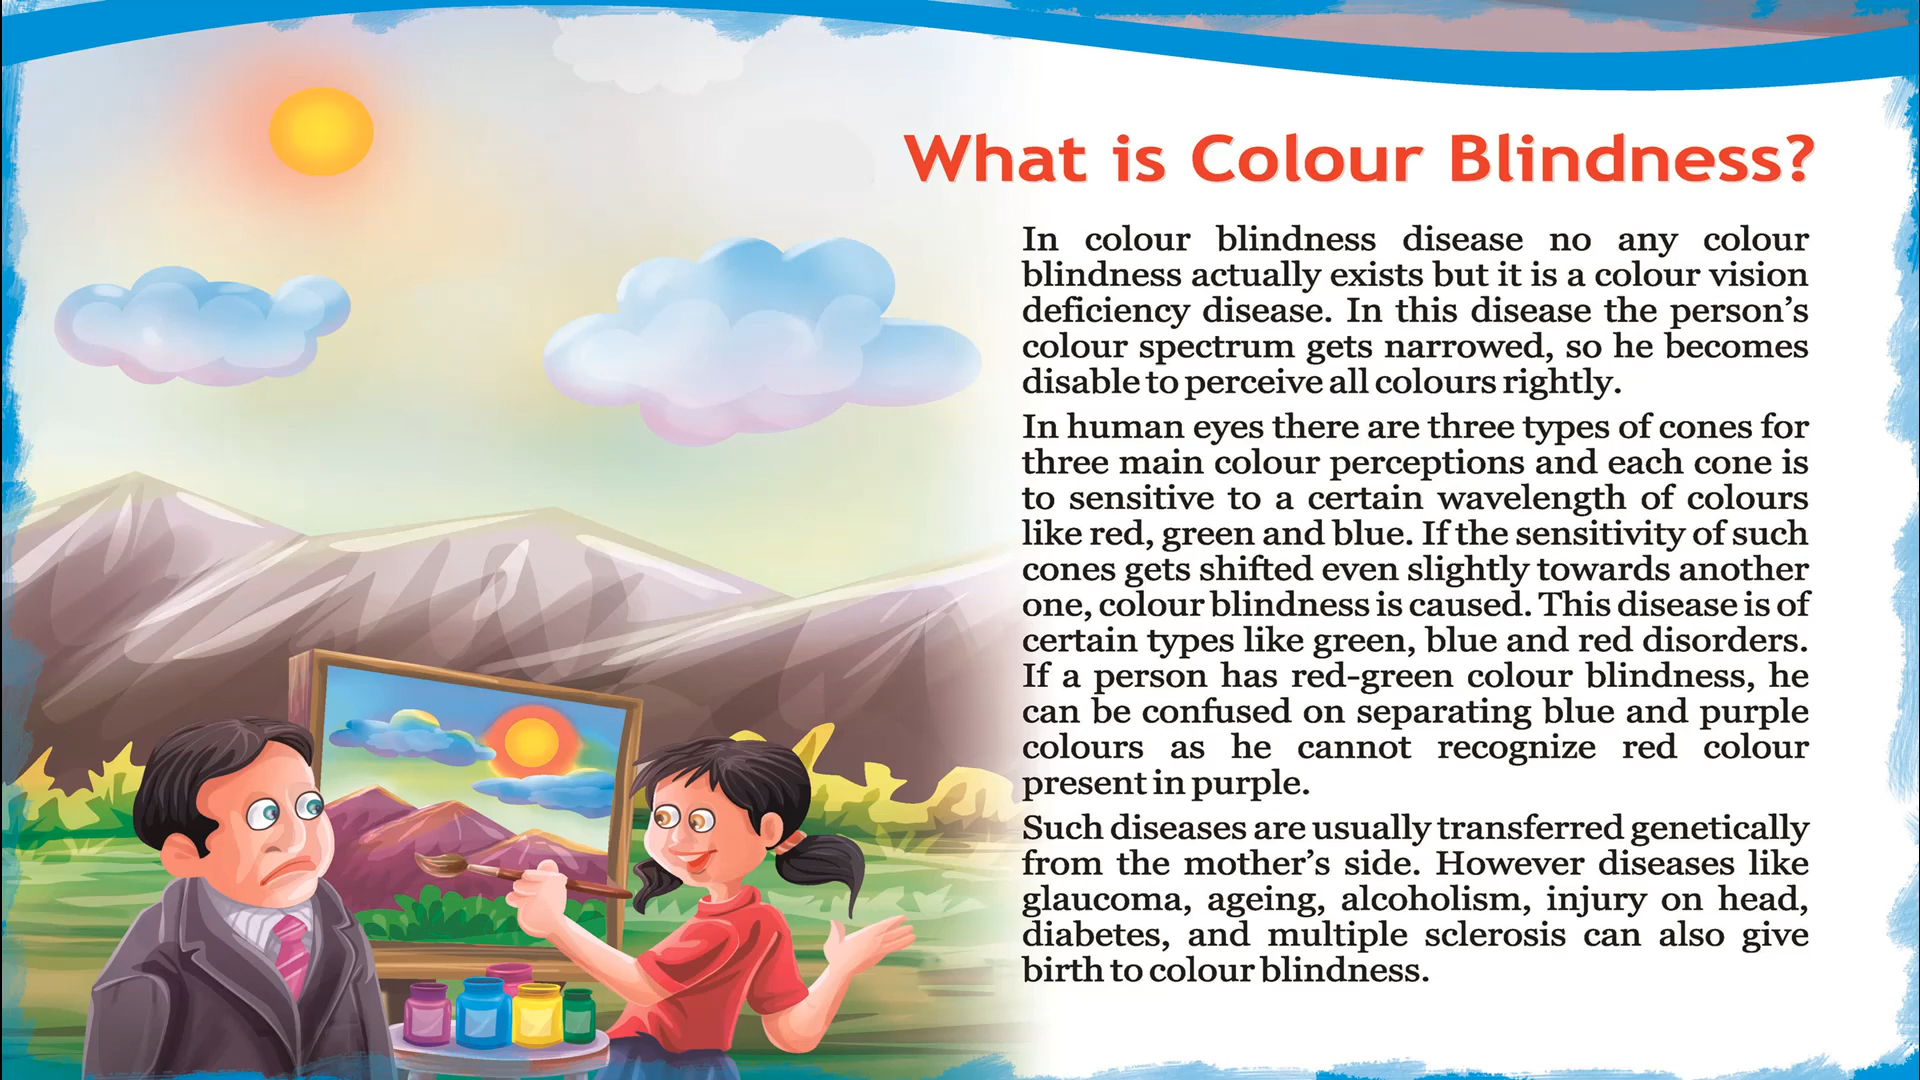 What is Colour Blindness?
In colour blindness disease no any colour
blindness actually exists but it is a colour vision
deficiency disease. In this disease the person's
colour spectrum gets narrowed, so he becomes
disable to perceive all colours rightly.
In human eyes there are three types of cones for
three main colour perceptions and each cone is
to sensitive to a certain wavelength of colours
like red, green and blue. If the sensitivity of such
cones gets shifted even slightly towards another
one, colour blindness is caused. This disease is of
certain types like green, blue and red disorders.
If a person has red-green colour blindness, he
can be confused on separating blue and purple
colours as he cannot recognize red colour
present in purple.
Such diseases are usually transferred genetically
from the mother's side. However diseases like
glaucoma, ageing, alcoholism, injury on head,
diabetes, and multiple sclerosis can also give
birth to colour blindness.